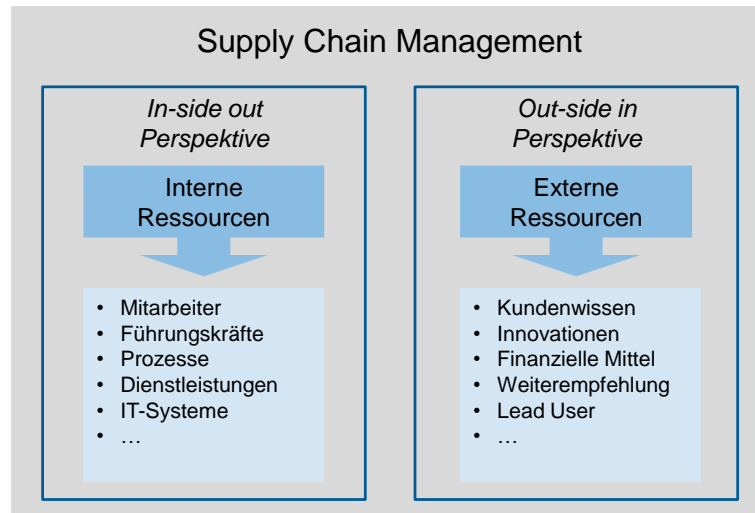 Supply Chain Management
In-side out
Perspektive
Interne
Ressourcen
• Mitarbeiter
• Führungskräfte
• Prozesse
• Dienstleistungen
• IT-Systeme
• …
Out-side in
Perspektive
Externe
Ressourcen
• Kundenwissen
• Innovationen
• Finanzielle Mittel
• Weiterempfehlung
• Lead User
• …